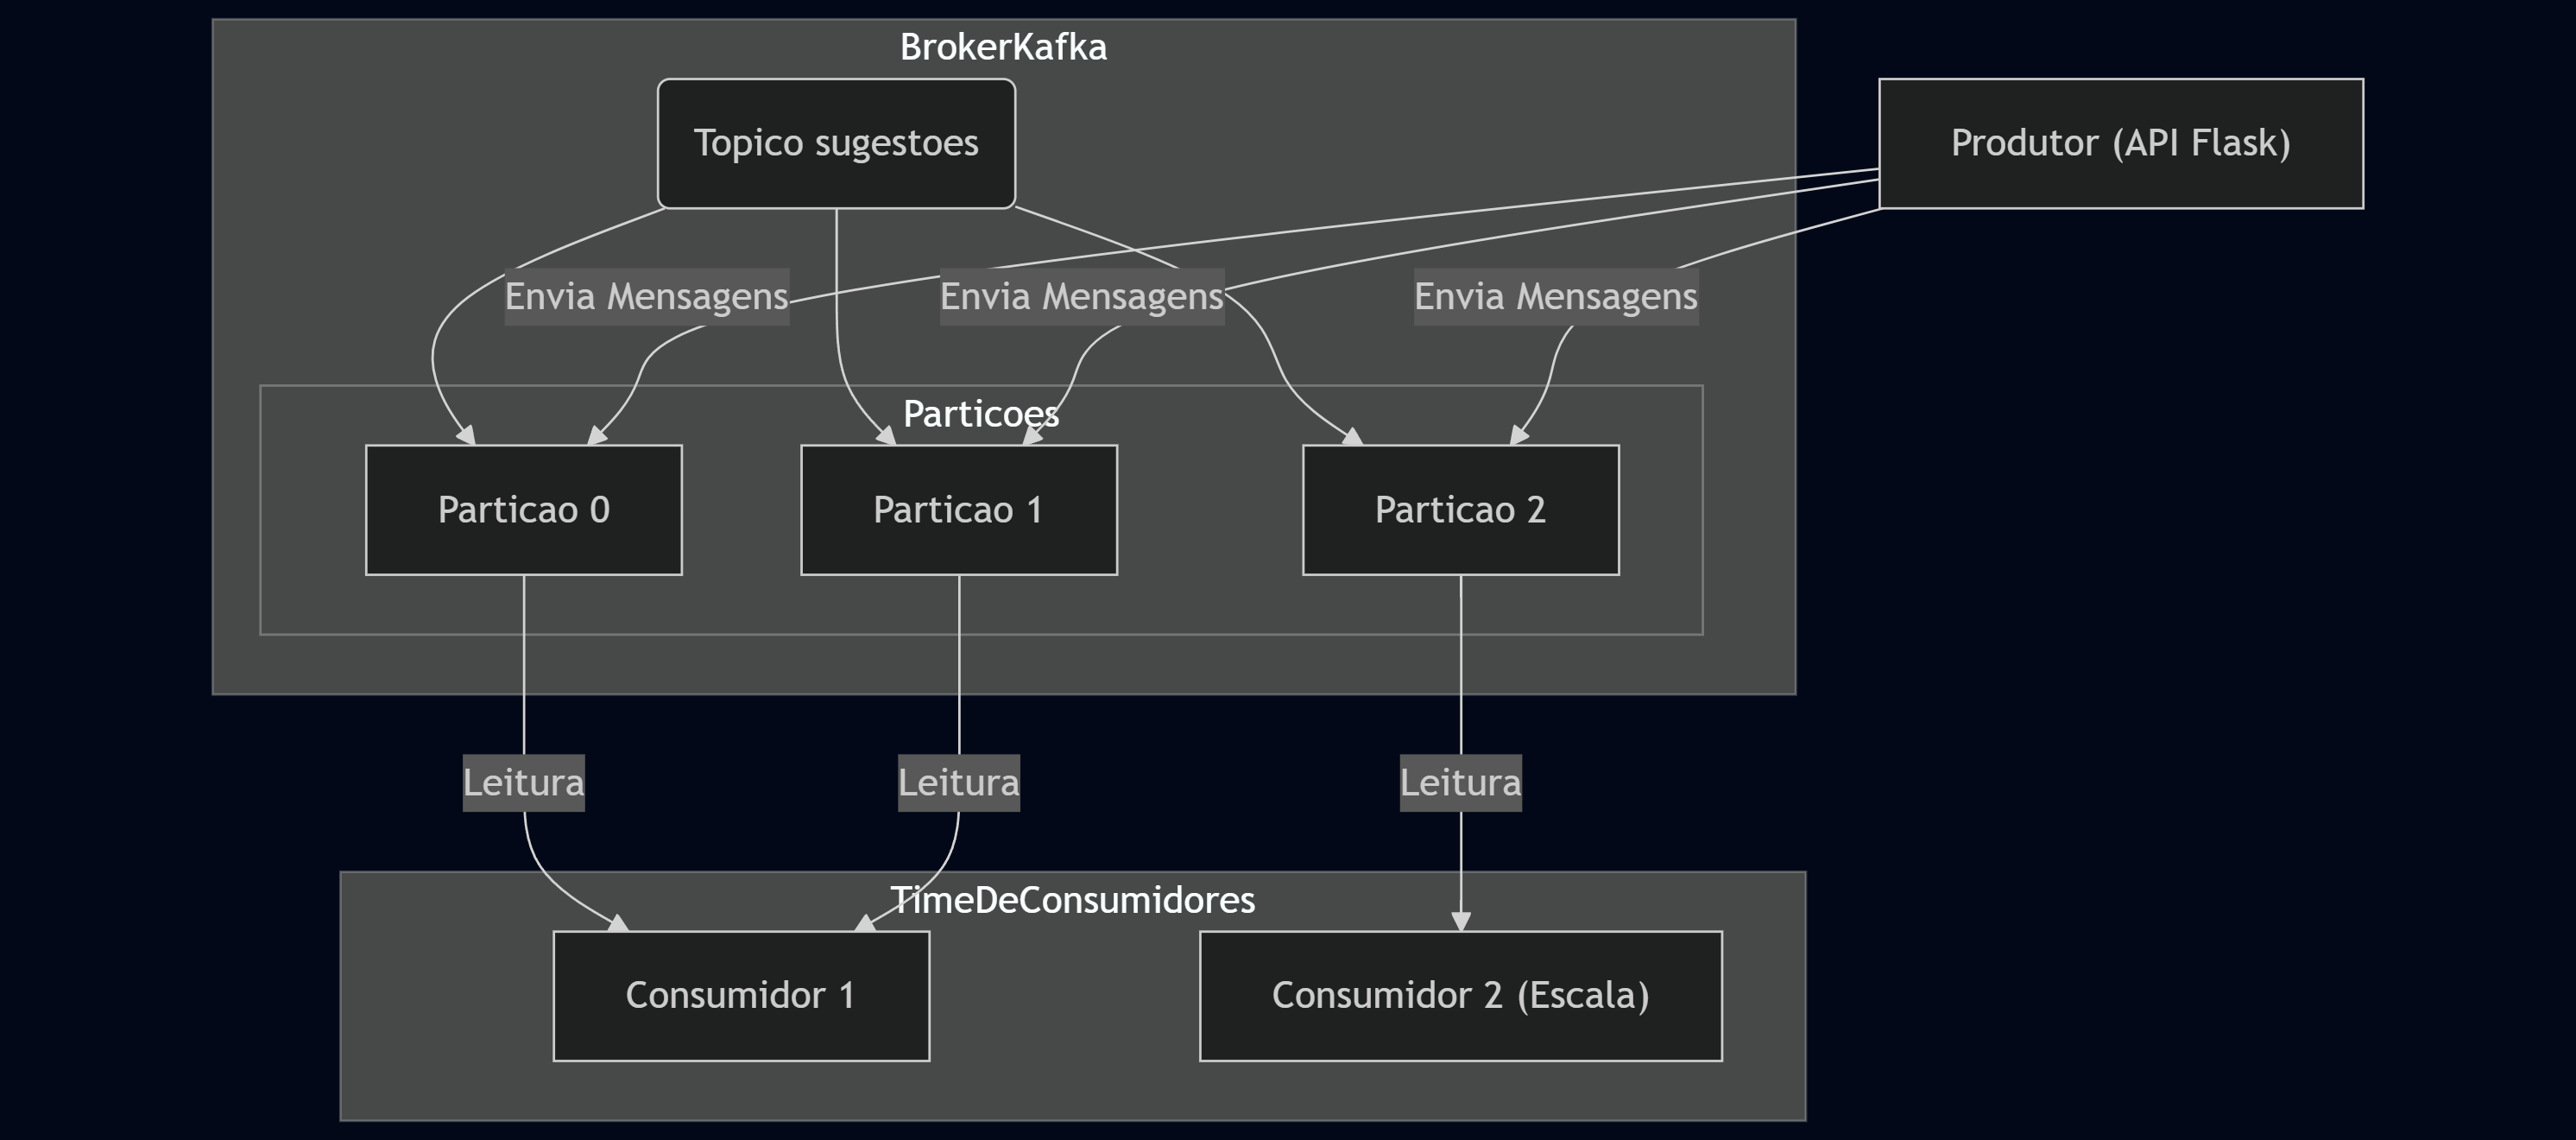 BrokerKafka
Topico sugestoes
Produtor (API Flask)
Envia Mensagens
Envia Mensagens
Envia Mensagens
Particoes
Particao 0
Particao 1
Particao 2
Leitura
Leitura
Leitura
TimeDeConsumidores
Consumidor 1
Consumidor 2 (Escala)